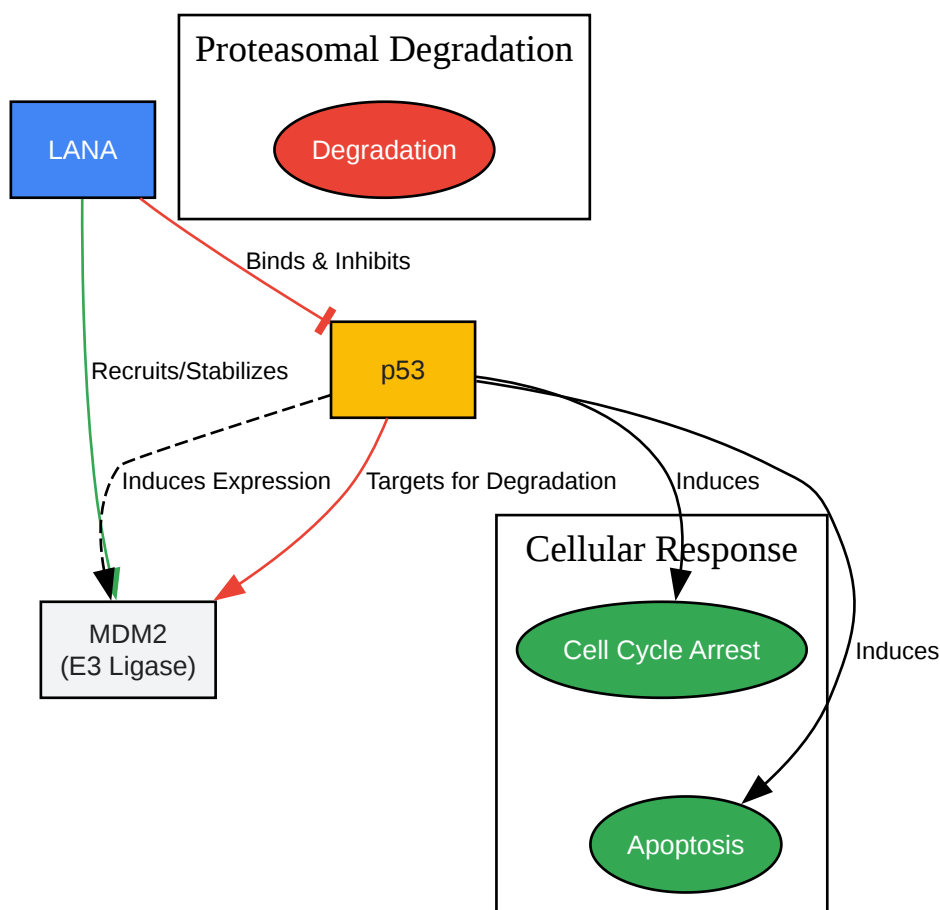 Proteasomal Degradation
LANA
Degradation
Binds & Inhibits
p53
Recruits/Stabilizes
Induces Expression
Targets for Degradation
Induces
Cellular Response
MDM2
(E3 Ligase)
Cell Cycle Arrest
Induces
Apoptosis